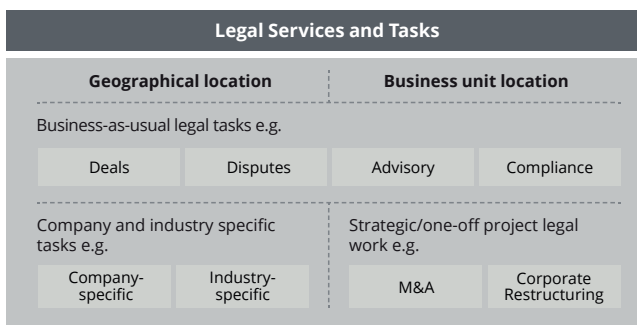 Legal Services and Tasks
Geographical location
Business unit location
Business-as-usual legal tasks e.g.
Deals
Disputes
Advisory
Compliance
Company and industry specific
tasks e.g.
Company-
specific
Industry-
specific
Strategic/one-off project legal
work e.g.
M&A
Corporate
Restructuring